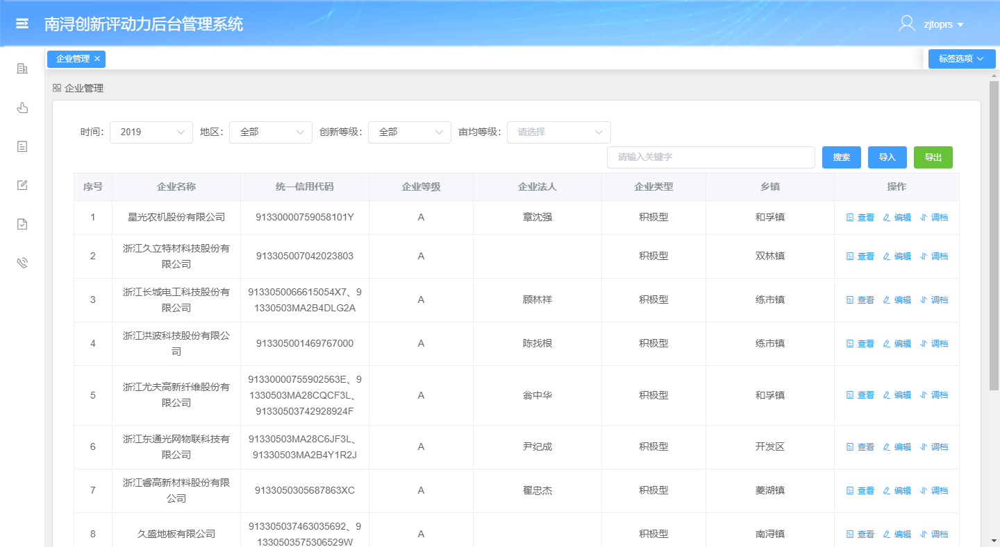 南浔创新评动力后台管理系统
zjtoprs
企业管理
标签选项
企业管理
时间： 2019 地区： 全部 创新等级： 全部 亩均等级： 请选择
请输入关键字 搜索 导入 导出
序号 企业名称 统一信用代码 企业等级 企业法人 企业类型 乡镇 操作
1 星光农机股份有限公司 91330000759058101Y A 章沈强 积极型 和孚镇 查看 编辑 调档
浙江久立特材科技股份有
2 913305007042023803 A 积极型 双林镇 查看 编辑 调档
限公司
浙江长城电工科技股份有 9133050066615054X7、9
3 A 顾林祥 积极型 练市镇 查看 编辑 调档
限公司 1330503MA2B4DLG2A
浙江洪波科技股份有限公
4 913305001469767000 A 陈找根 积极型 练市镇 查看 编辑 调档
司
91330000755902563E、9
浙江尤夫高新纤维股份有
5 1330503MA28CQCF3L、 A 翁中华 积极型 和孚镇 查看 编辑 调档
限公司
91330503742928924F
浙江东通光网物联科技有 91330503MA28C6JF3L、
6 A 尹纪成 积极型 开发区 查看 编辑 调档
限公司 91330503MA2B4Y1R2J
浙江睿高新材料股份有限
7 9133050305687863XC A 翟忠杰 积极型 菱湖镇 查看 编辑 调档
公司
913305037463035692、9
8 久盛地板有限公司 A 积极型 南浔镇 查看 编辑 调档
1330503575306529W